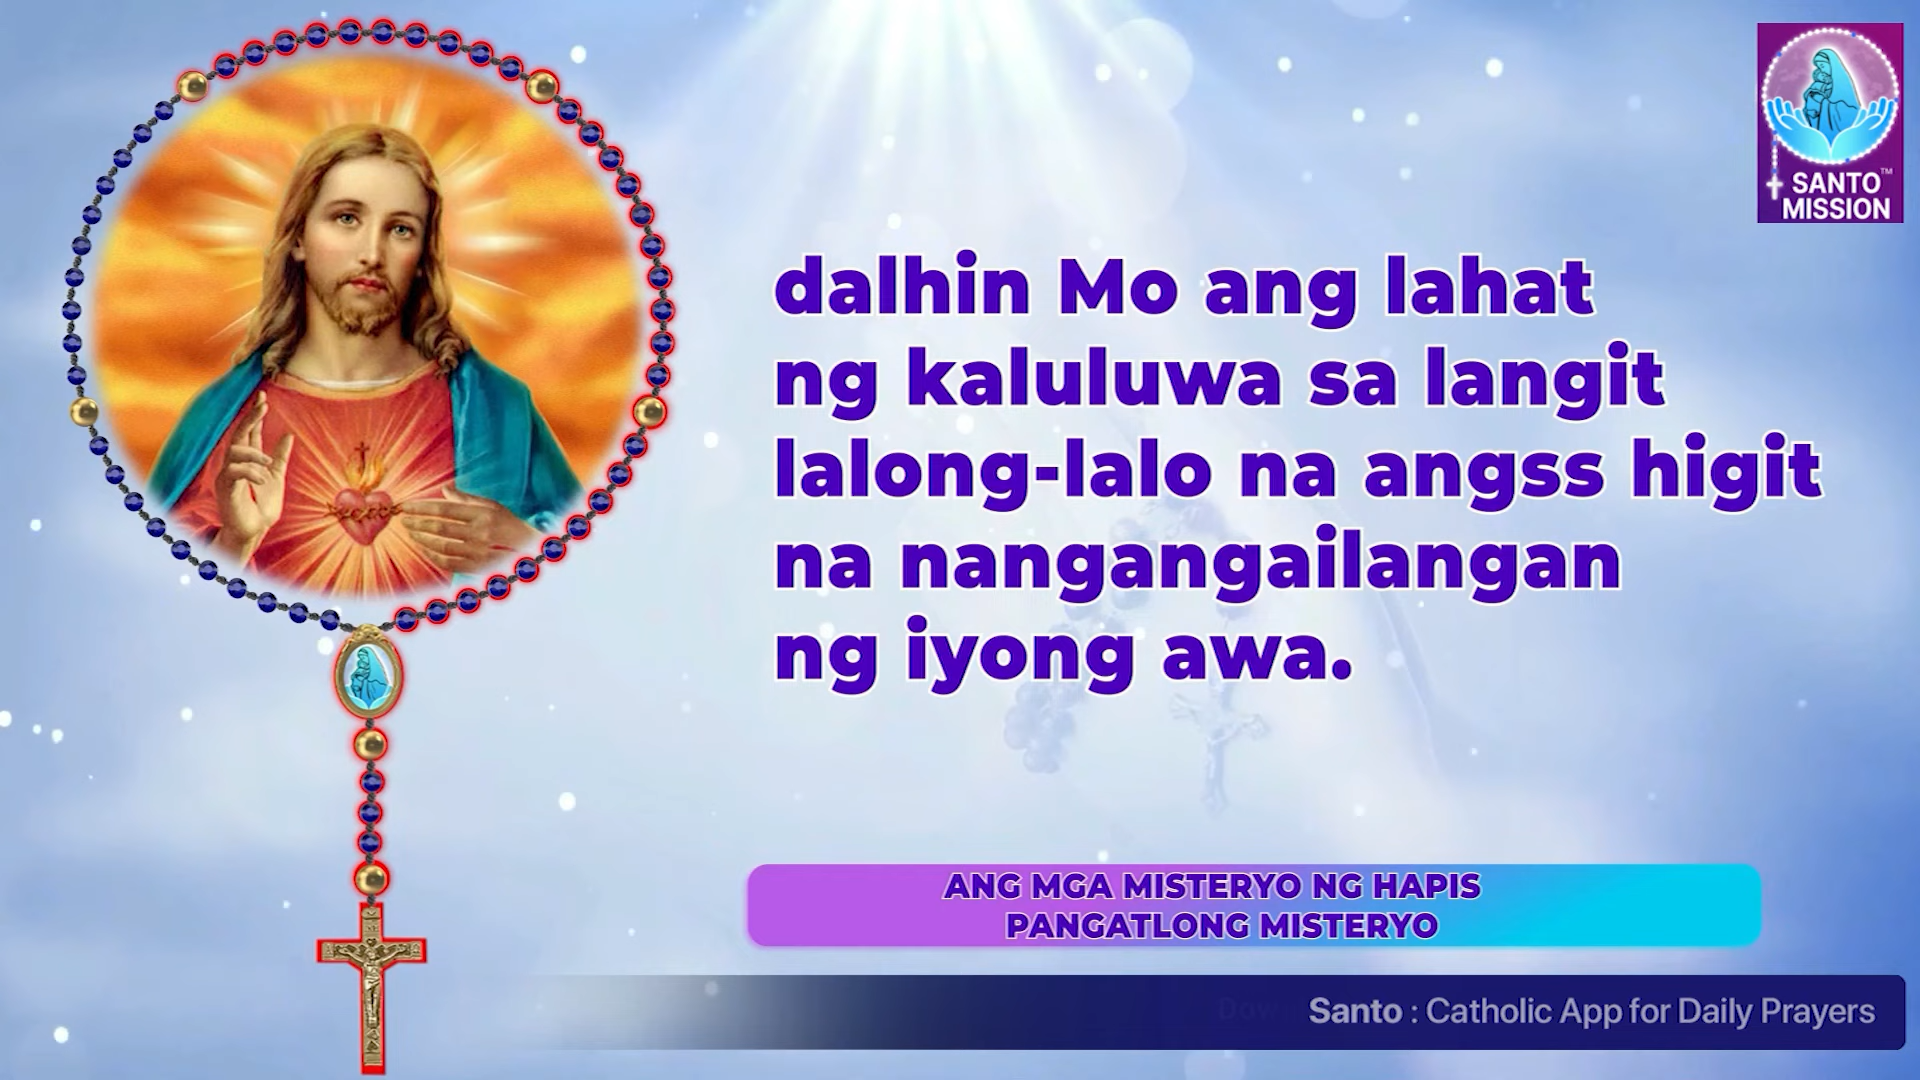 SANTO™
MISSION
dalhin Mo ang lahat
ng kaluluwa sa langit
lalong-lalo na angss higit
na nangangailangan
ng iyong awa.
ANG MGA MISTERYO NG HAPIS
PANGATLONG MISTERYO
Santo : Catholic App for Daily Prayers